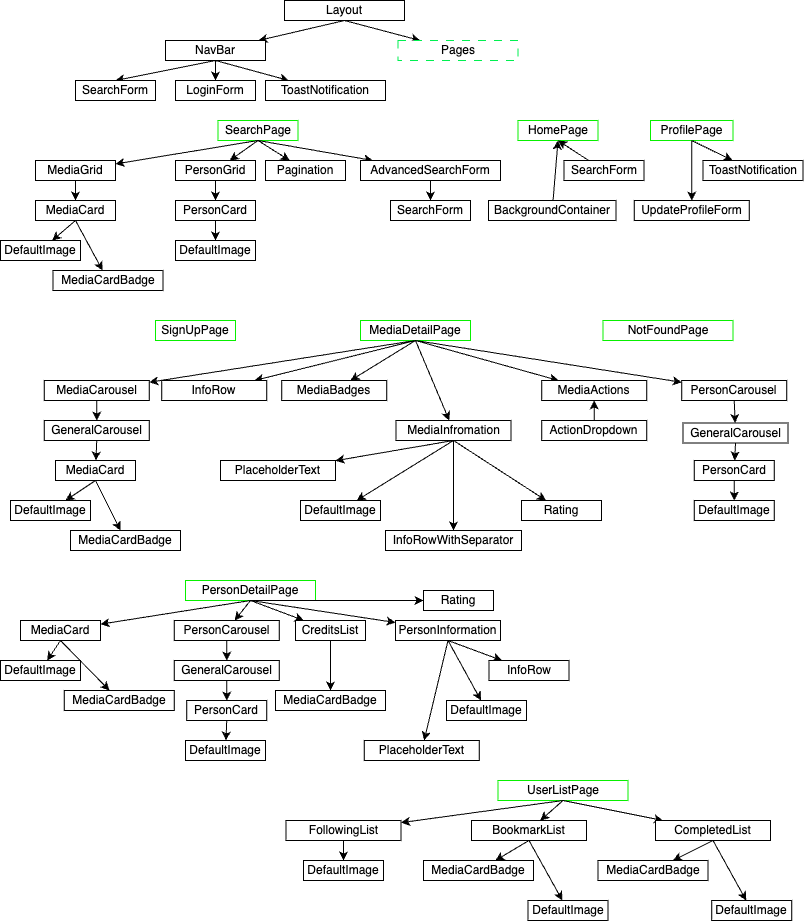 Layout
NavBar
Pages
SearchForm
LoginForm
ToastNotification
SearchPage
HomePage
ProfilePage
MediaGrid
PersonGrid
Pagination
AdvancedSearchForm
SearchForm
ToastNotification
MediaCard
PersonCard
SearchForm
BackgroundContainer
UpdateProfileForm
DefaultImage
DefaultImage
MediaCardBadge
SignUpPage
MediaDetailPage
NotFoundPage
MediaCarousel
InfoRow
MediaBadges
MediaActions
PersonCarousel
GeneralCarousel
MediaInfromation
ActionDropdown
GeneralCarousel
MediaCard
PlaceholderText
PersonCard
DefaultImage
DefaultImage
Rating
DefaultImage
MediaCardBadge
InfoRowWithSeparator
PersonDetailPage
Rating
MediaCard
PersonCarousel
CreditsList
PersonInformation
DefaultImage
GeneralCarousel
InfoRow
MediaCardBadge
MediaCardBadge
PersonCard
DefaultImage
DefaultImage
PlaceholderText
UserListPage
FollowingList
BookmarkList
CompletedList
DefaultImage
MediaCardBadge
MediaCardBadge
DefaultImage
DefaultImage